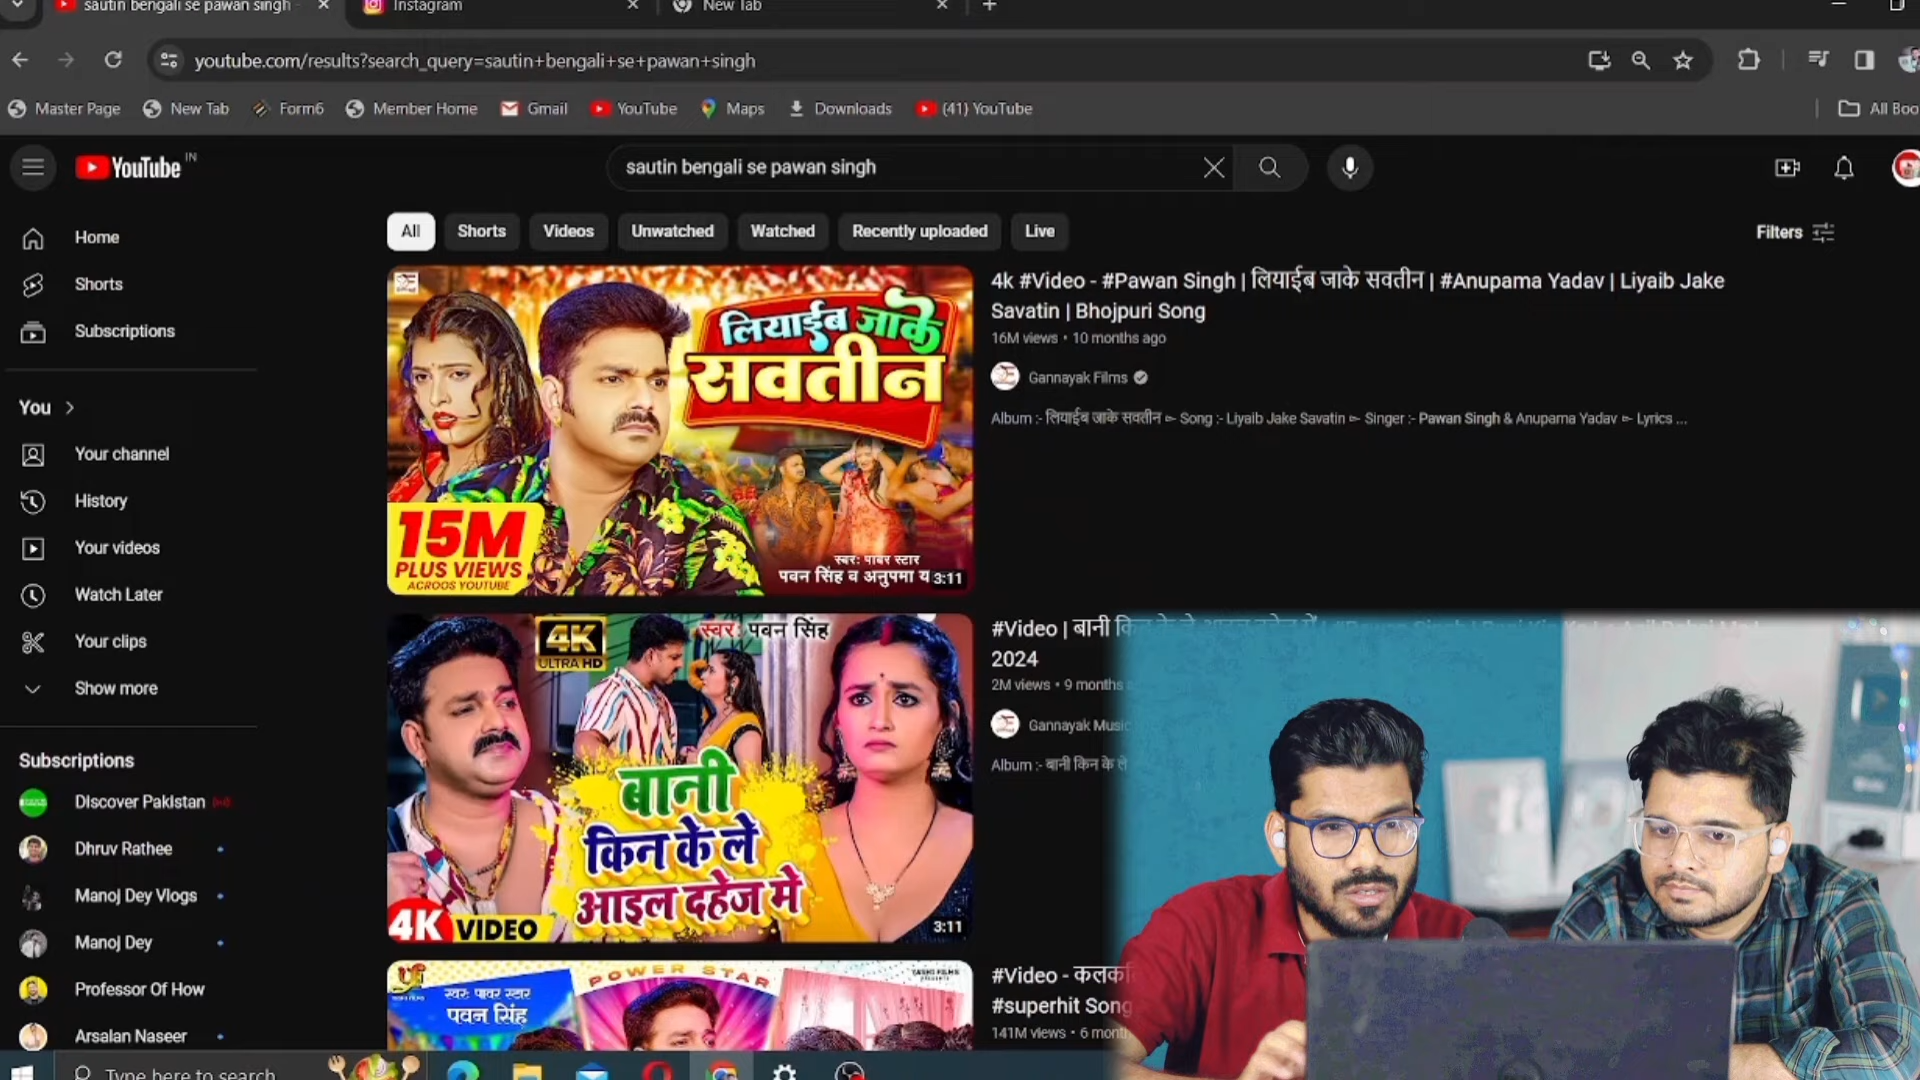 sautin bengali se pawan singh
Instagram
New Tab
youtube.com/results?search_query=sautin+bengali+se+pawan+singh
Master Page
New Tab
Form6
Member Home
Gmail
YouTube
Maps
Downloads
(41) YouTube
All Boo
YouTube IN
sautin bengali se pawan singh
All
Shorts
Videos
Unwatched
Watched
Recently uploaded
Live
Filters
Home
Shorts
Subscriptions
You
Your channel
History
Your videos
Watch Later
Your clips
Show more
Subscriptions
Discover Pakistan
Dhruv Rathee
Manoj Dey Vlogs
Manoj Dey
Professor Of How
Arsalan Naseer
लियाईब जाके
सवतीन
15M
PLUS VIEWS
ACROOS YOUTUBE
स्वर: पावर स्टार
पवन सिंह व अनुपमा य
3:11
4k #Video - #Pawan Singh | लियाईब जाके सवतीन | #Anupama Yadav | Liyaib Jake
Savatin | Bhojpuri Song
16M views • 10 months ago
Gannayak Films
Album :- लियाईब जाके सवतीन ⌲ Song :- Liyaib Jake Savatin ⌲ Singer :- Pawan Singh & Anupama Yadav ⌲ Lyrics ...
4K
ULTRA HD
स्वर: पवन सिंह
बानी
किन के ले
आइल दहेज मे
4K VIDEO
3:11
#Video | बानी
2024
2M views • 9 months
Gannayak Music
Album :- बानी किन के ले
स्वर: पावर स्टार
पवन सिंह
POWER STAR
YASHI FILMS
#Video -
#superhit Song
141M views • 6 mont
Type here to search